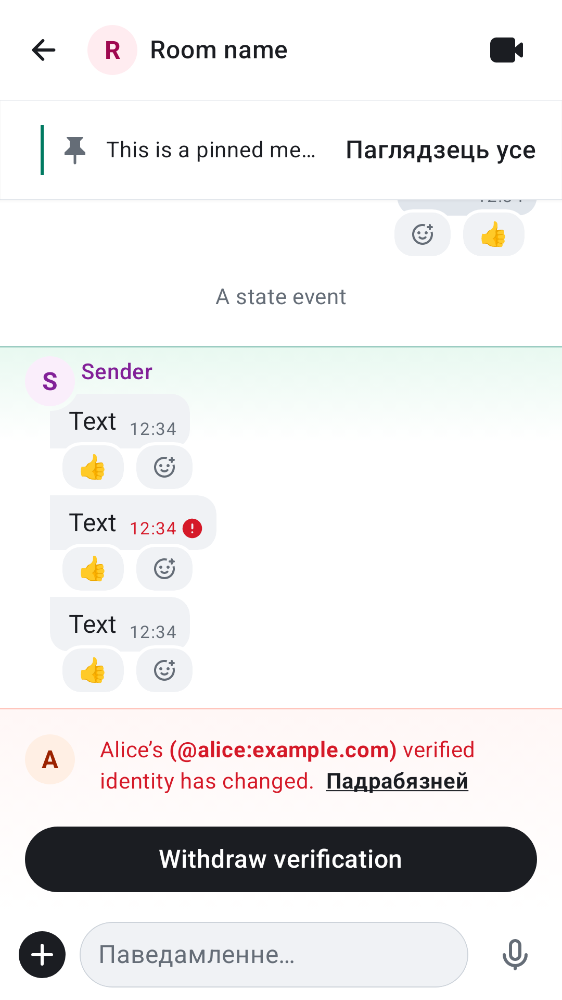 R Room name
This is a pinned me… Паглядзець усе
👍
A state event
S Sender
Text 12:34
👍
Text 12:34
👍
Text 12:34
👍
A Alice’s (@alice:example.com) verified
identity has changed. Падрабязней
Withdraw verification
Паведамленне…